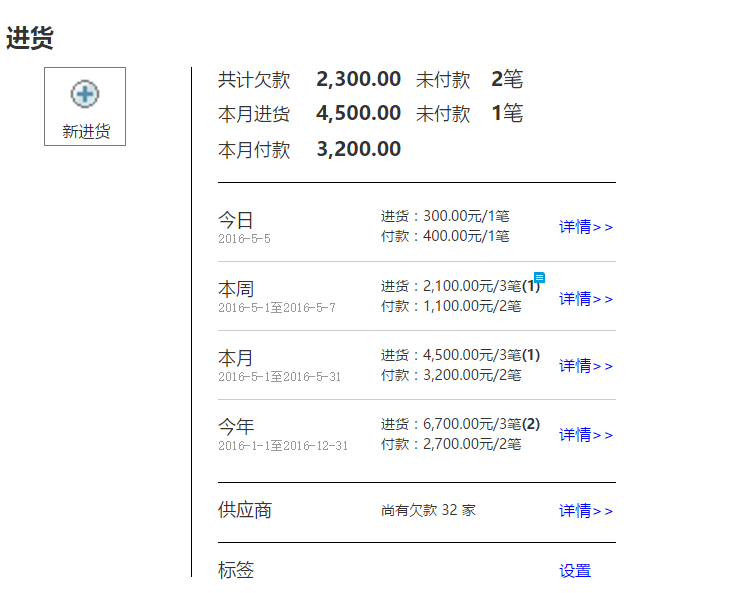 进货
新进货
共计欠款 2,300.00 未付款 2笔
本月进货 4,500.00 未付款 1笔
本月付款 3,200.00
今日
2016-5-5
进货：300.00元/1笔
付款：400.00元/1笔
详情>>
本周
2016-5-1至2016-5-7
进货：2,100.00元/3笔(1)
付款：1,100.00元/2笔
详情>>
本月
2016-5-1至2016-5-31
进货：4,500.00元/3笔(1)
付款：3,200.00元/2笔
详情>>
今年
2016-1-1至2016-12-31
进货：6,700.00元/3笔(2)
付款：2,700.00元/2笔
详情>>
供应商 尚有欠款 32 家 详情>>
标签 设置